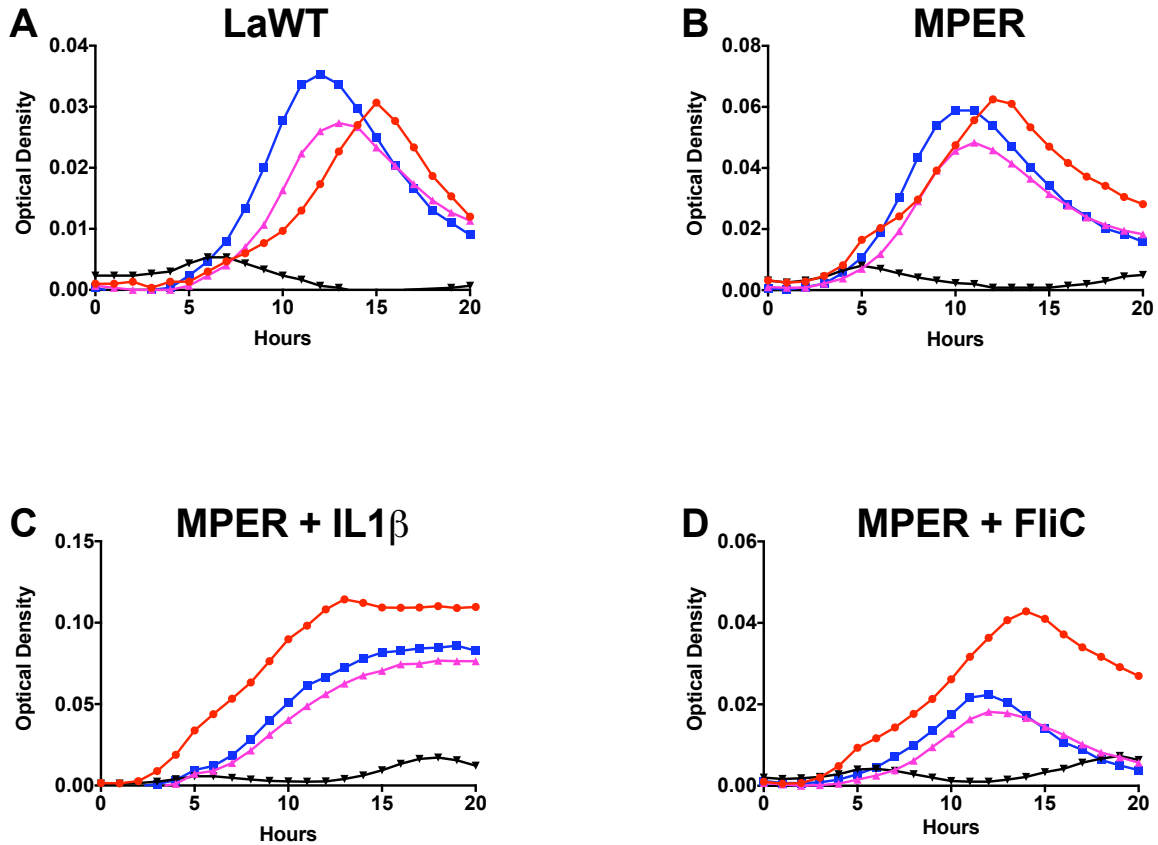 A LaWT
0.04
0.03
0.02
0.01
0.00
Optical Density
0 5 10 15 20
Hours
B MPER
0.08
0.06
0.04
0.02
0.00
Optical Density
0 5 10 15 20
Hours
C MPER + IL1β
0.15
0.10
0.05
0.00
Optical Density
0 5 10 15 20
Hours
D MPER + FliC
0.06
0.04
0.02
0.00
Optical Density
0 5 10 15 20
Hours